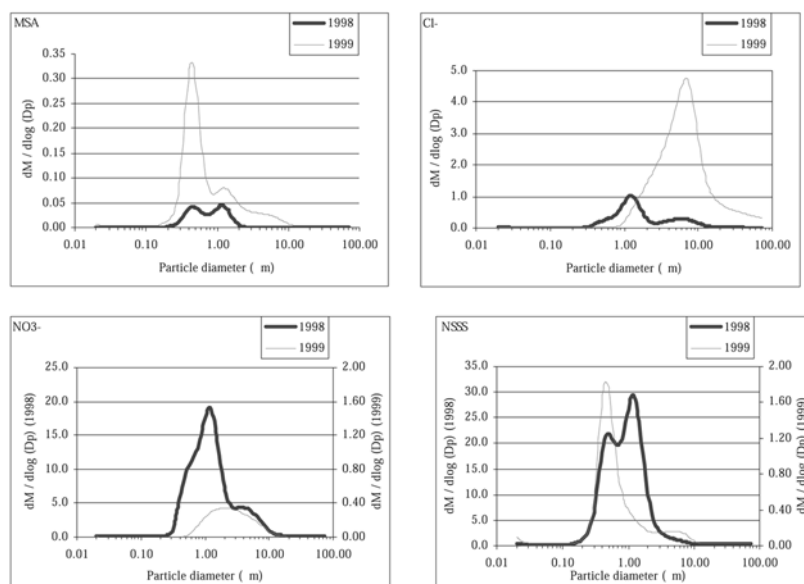 MSA
1998
1999
dM / dlog (Dp)
0.35
0.30
0.25
0.20
0.15
0.10
0.05
0.00
0.01 0.10 1.00 10.00 100.00
Particle diameter ( m)
Cl-
1998
1999
dM / dlog (Dp)
5.0
4.0
3.0
2.0
1.0
0.0
0.01 0.10 1.00 10.00 100.00
Particle diameter ( m)
NO3-
1998
1999
dM / dlog (Dp) (1998)
25.0
20.0
15.0
10.0
5.0
0.0
2.00
1.60
1.20
0.80
0.40
0.00
dM / dlog (Dp) (1999)
0.01 0.10 1.00 10.00 100.00
Particle diameter ( m)
NSSS
1998
1999
dM / dlog (Dp) (1998)
35.0
30.0
25.0
20.0
15.0
10.0
5.0
0.0
2.00
1.60
1.20
0.80
0.40
0.00
dM / dlog (Dp) (1999)
0.01 0.10 1.00 10.00 100.00
Particle diameter ( m)